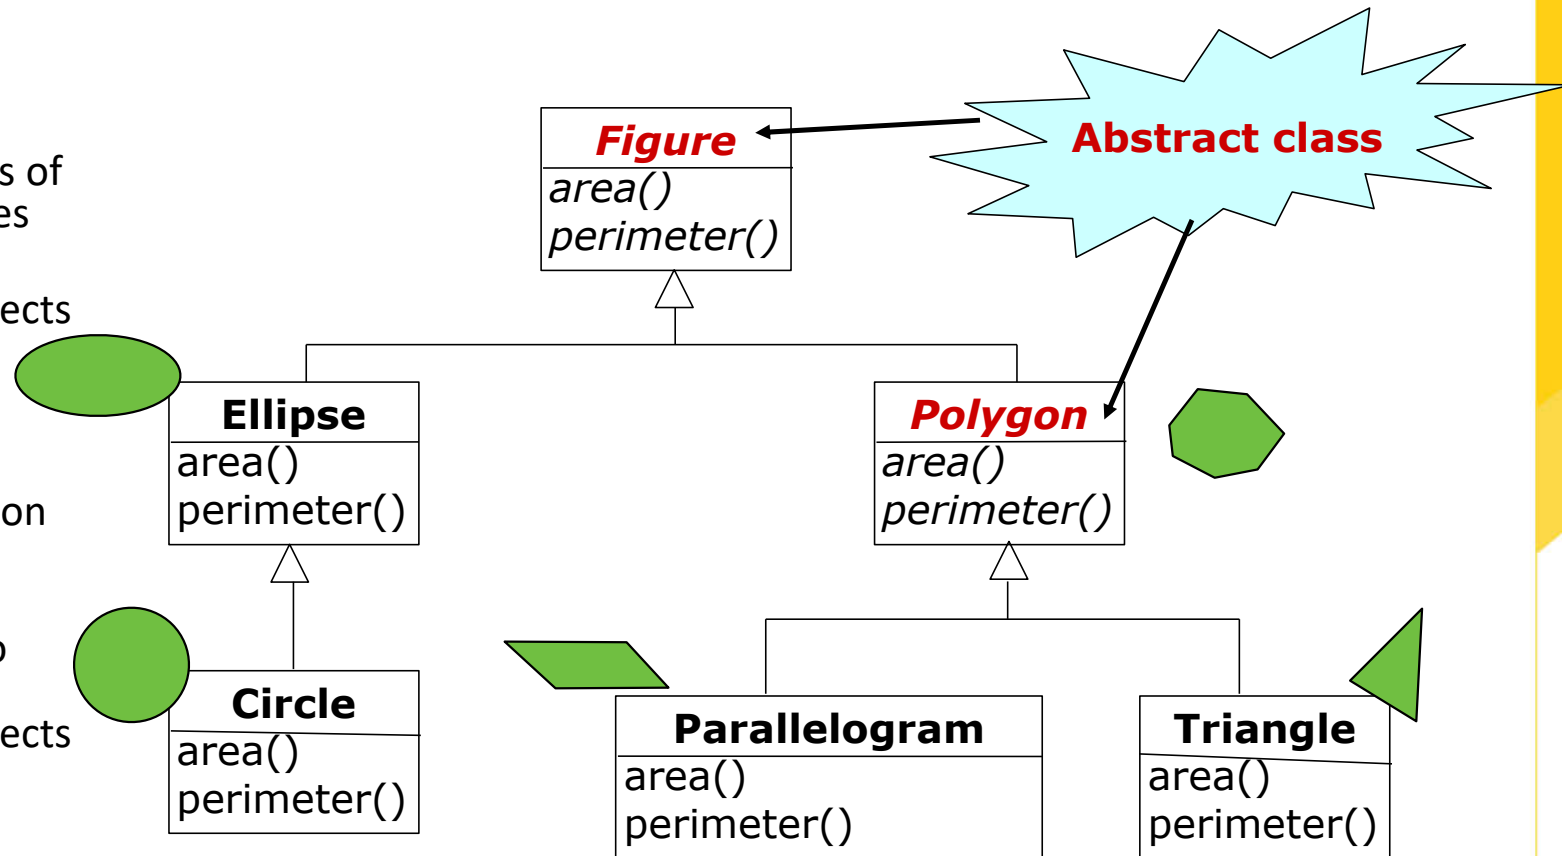 s of
es
ects
on
o
ects
Figure
area()
perimeter()
Abstract class
Ellipse
area()
perimeter()
Polygon
area()
perimeter()
Circle
area()
perimeter()
Parallelogram
area()
perimeter()
Triangle
area()
perimeter()